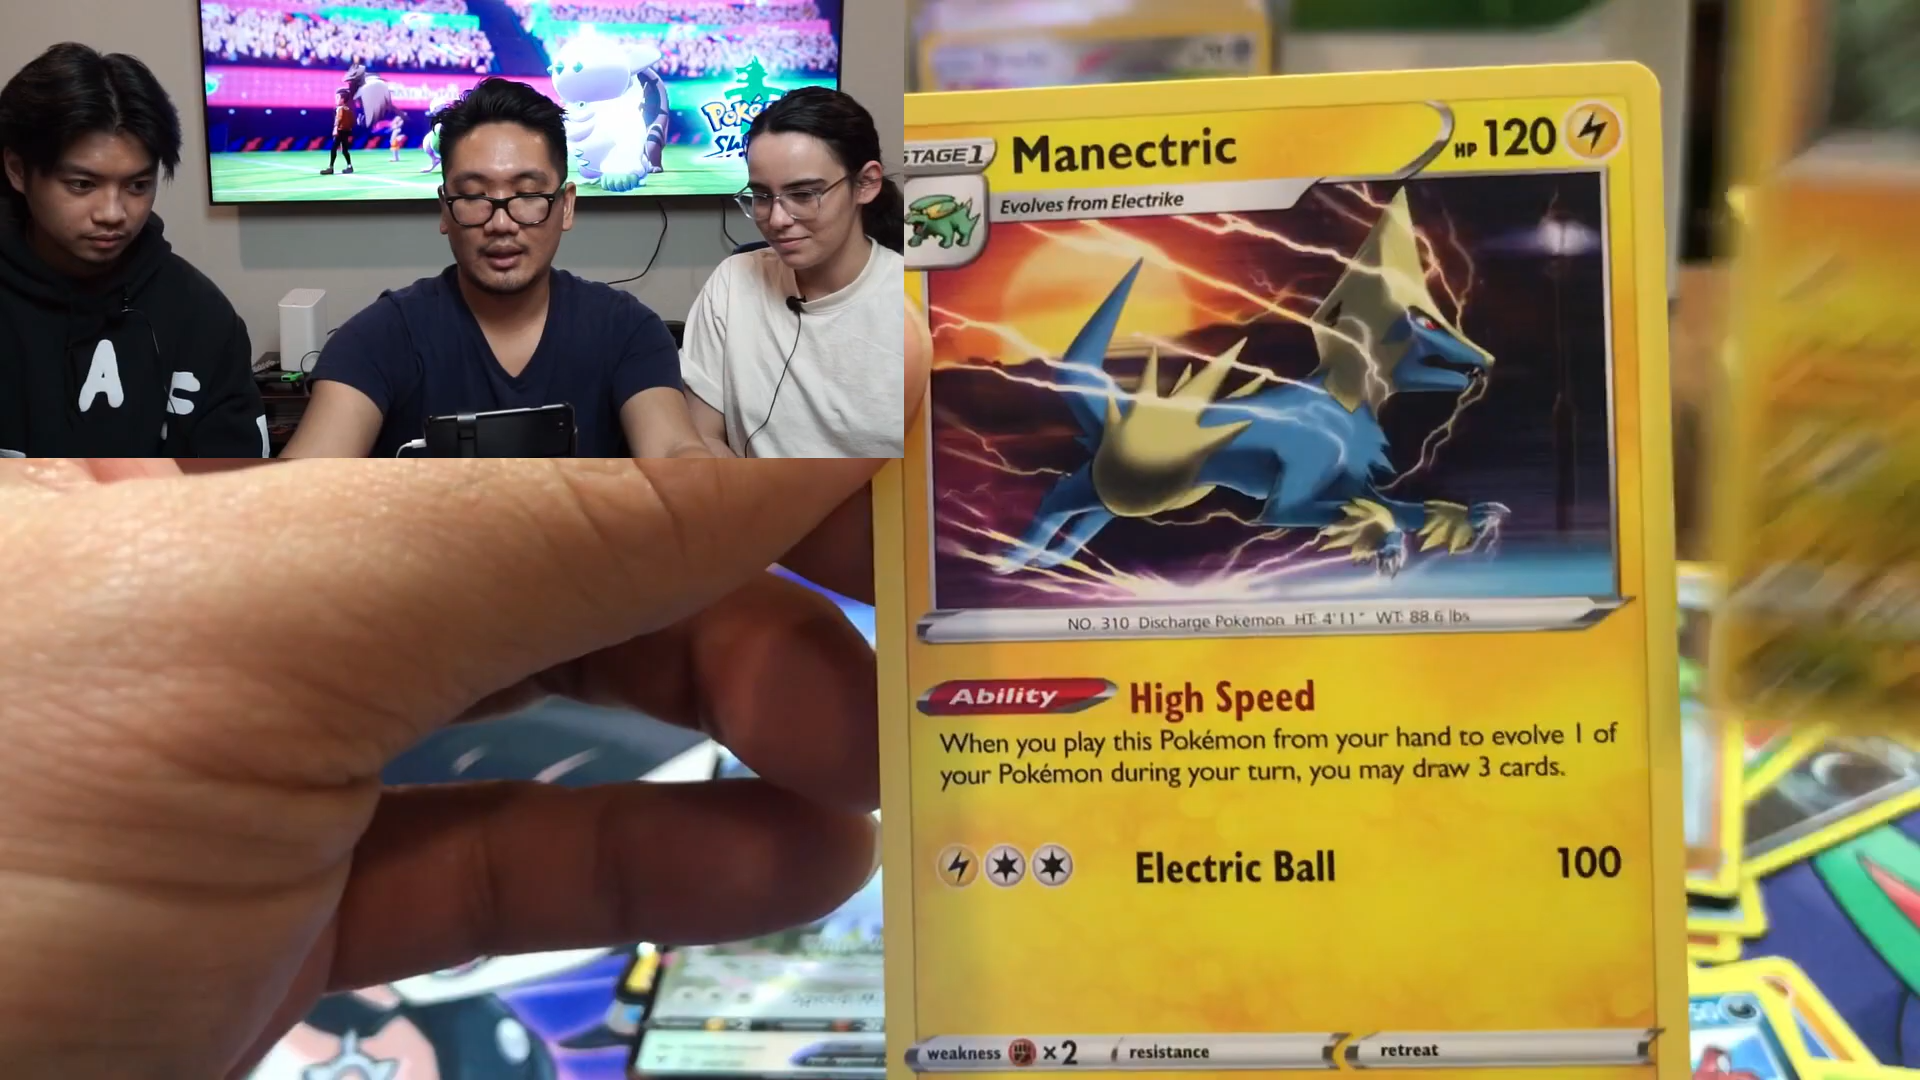 STAGE 1
Manectric
HP 120
Evolves from Electrike
NO. 310 Discharge Pokémon HT: 4'11" WT: 88.6 lbs
Ability High Speed
When you play this Pokémon from your hand to evolve 1 of
your Pokémon during your turn, you may draw 3 cards.
Electric Ball 100
weakness ×2 resistance retreat
A